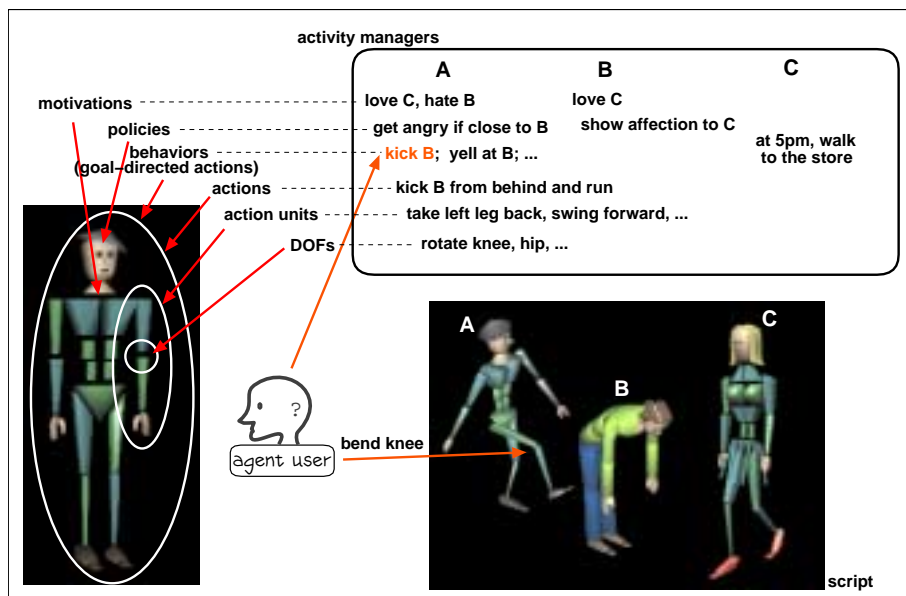 activity managers
A B C
motivations love C, hate B love C
policies get angry if close to B show affection to C
at 5pm, walk
to the store
behaviors kick B; yell at B; ...
(goal–directed actions)
actions kick B from behind and run
action units take left leg back, swing forward, ...
DOFs rotate knee, hip, ...
A
B
C
?
agent user
bend knee
script